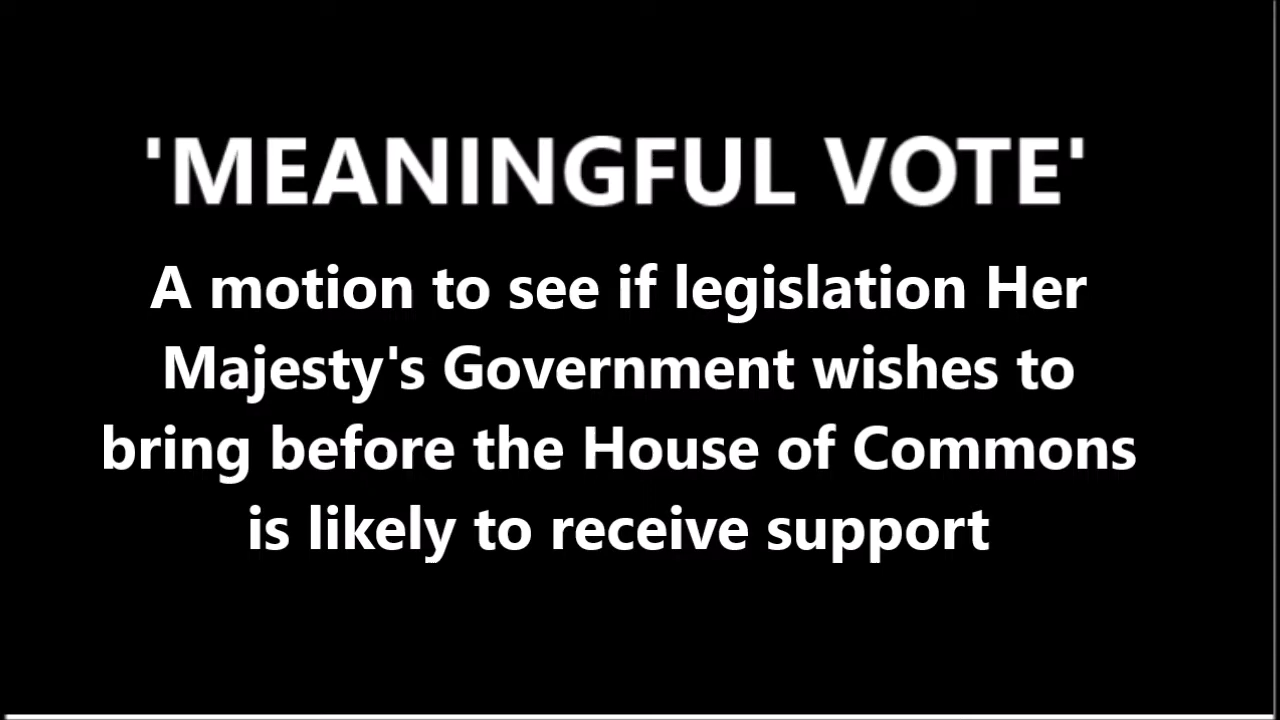 'MEANINGFUL VOTE'
A motion to see if legislation Her
Majesty's Government wishes to
bring before the House of Commons
is likely to receive support